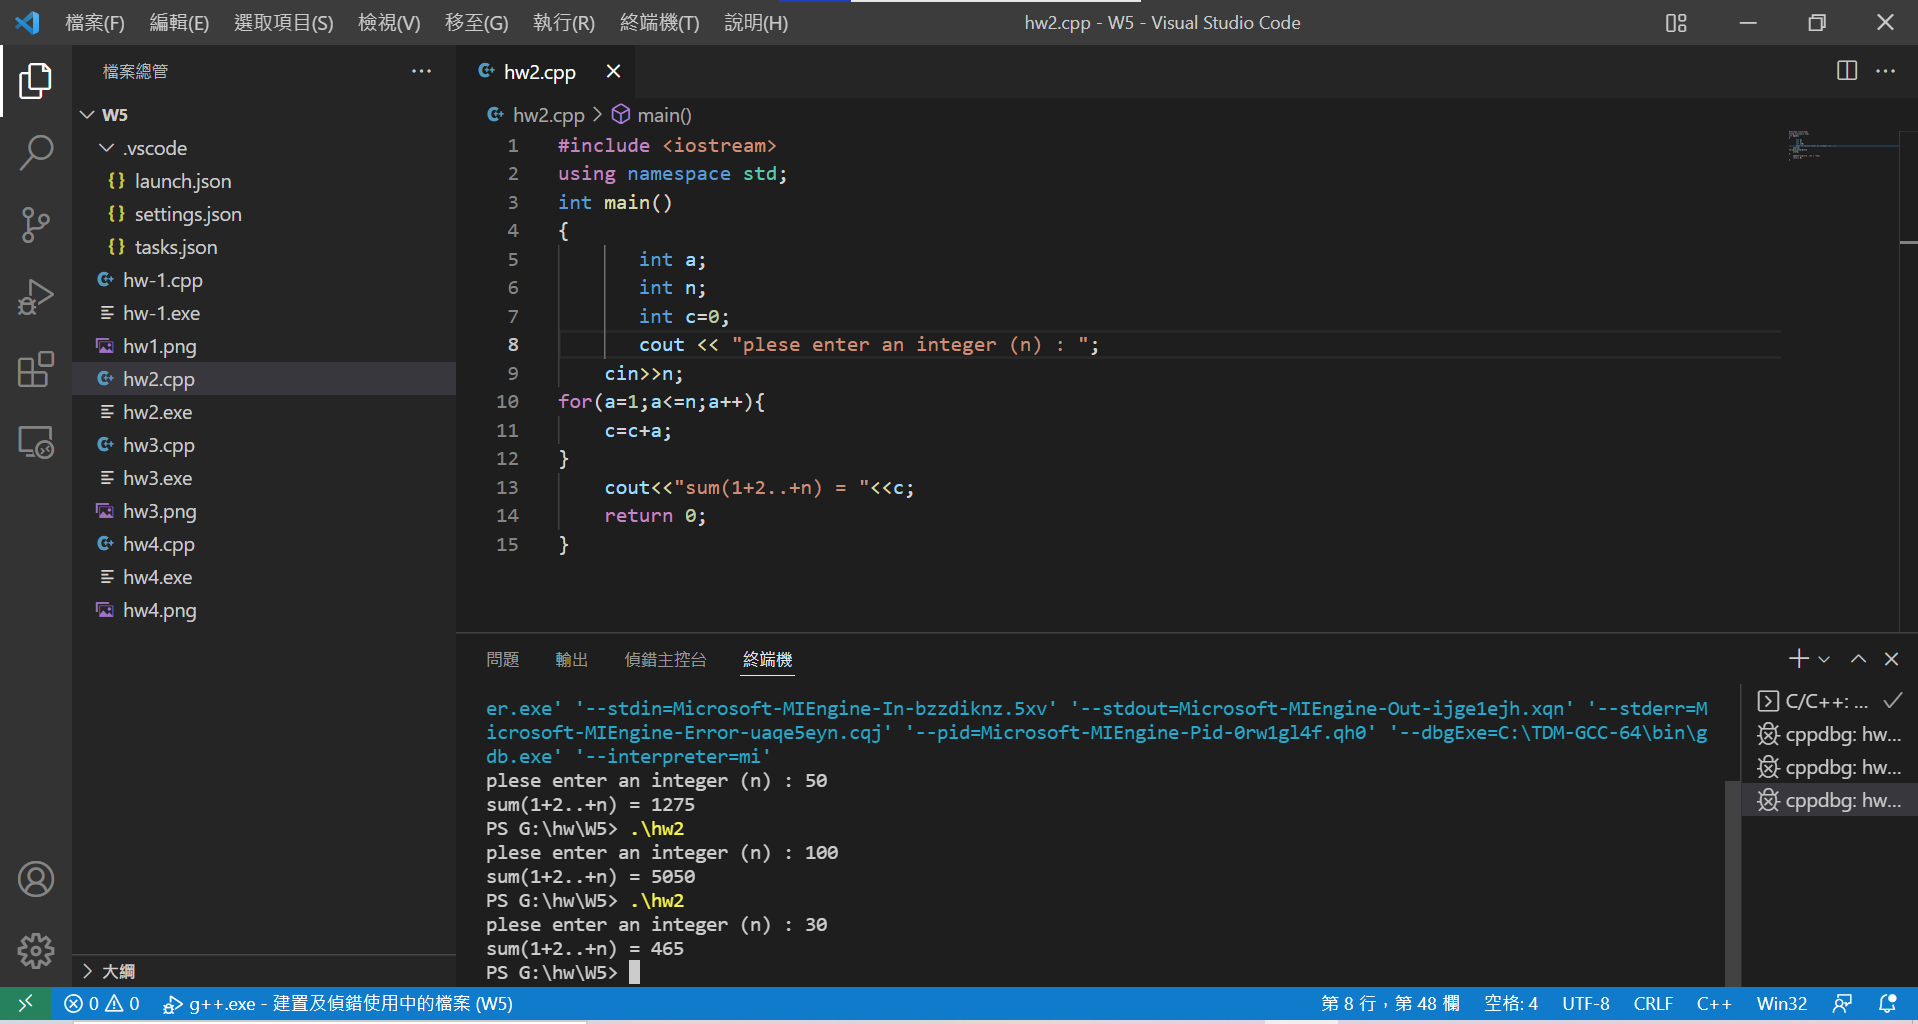 檔案(F) 編輯(E) 選取項目(S) 檢視(V) 移至(G) 執行(R) 終端機(T) 說明(H) hw2.cpp - W5 - Visual Studio Code
檔案總管
W5
.vscode
launch.json
settings.json
tasks.json
hw-1.cpp
hw-1.exe
hw1.png
hw2.cpp
hw2.exe
hw3.cpp
hw3.exe
hw3.png
hw4.cpp
hw4.exe
hw4.png
大綱
hw2.cpp
hw2.cpp > main()
1 #include <iostream>
2 using namespace std;
3 int main()
4 {
5 int a;
6 int n;
7 int c=0;
8 cout << "plese enter an integer (n) : ";
9 cin>>n;
10 for(a=1;a<=n;a++){
11 c=c+a;
12 }
13 cout<<"sum(1+2..+n) = "<<c;
14 return 0;
15 }
問題 輸出 偵錯主控台 終端機
er.exe' '--stdin=Microsoft-MIEngine-In-bzzdiknz.5xv' '--stdout=Microsoft-MIEngine-Out-ijge1ejh.xqn' '--stderr=M
icrosoft-MIEngine-Error-uaqe5eyn.cqj' '--pid=Microsoft-MIEngine-Pid-0rw1gl4f.qh0' '--dbgExe=C:\TDM-GCC-64\bin\g
db.exe' '--interpreter=mi'
plese enter an integer (n) : 50
sum(1+2..+n) = 1275
PS G:\hw\W5> .\hw2
plese enter an integer (n) : 100
sum(1+2..+n) = 5050
PS G:\hw\W5> .\hw2
plese enter an integer (n) : 30
sum(1+2..+n) = 465
PS G:\hw\W5>
C/C++: ...
cppdbg: hw...
cppdbg: hw...
cppdbg: hw...
0 0 g++.exe - 建置及偵錯使用中的檔案 (W5) 第 8 行，第 48 欄 空格: 4 UTF-8 CRLF C++ Win32